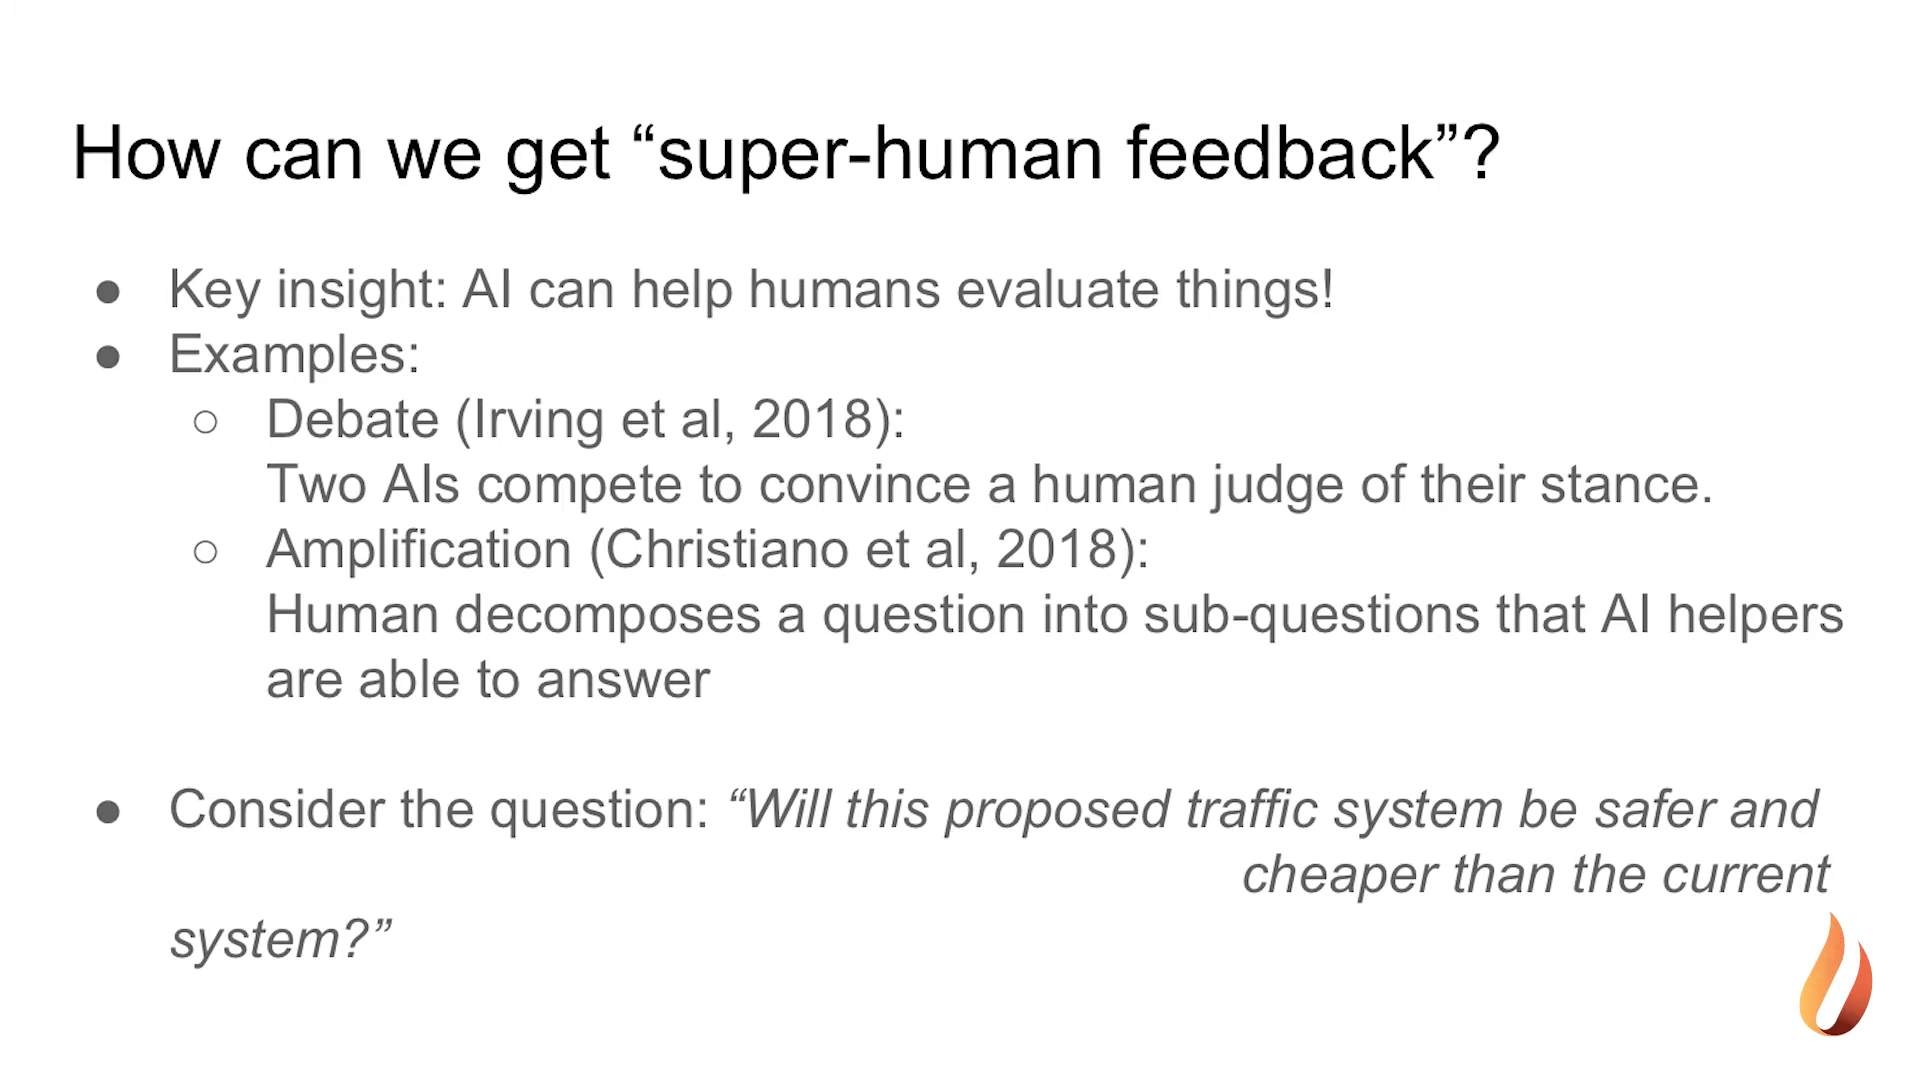 How can we get “super-human feedback”?
● Key insight: AI can help humans evaluate things!
● Examples:
○ Debate (Irving et al, 2018):
Two AIs compete to convince a human judge of their stance.
○ Amplification (Christiano et al, 2018):
Human decomposes a question into sub-questions that AI helpers
are able to answer
● Consider the question: “Will this proposed traffic system be safer and
cheaper than the current
system?”